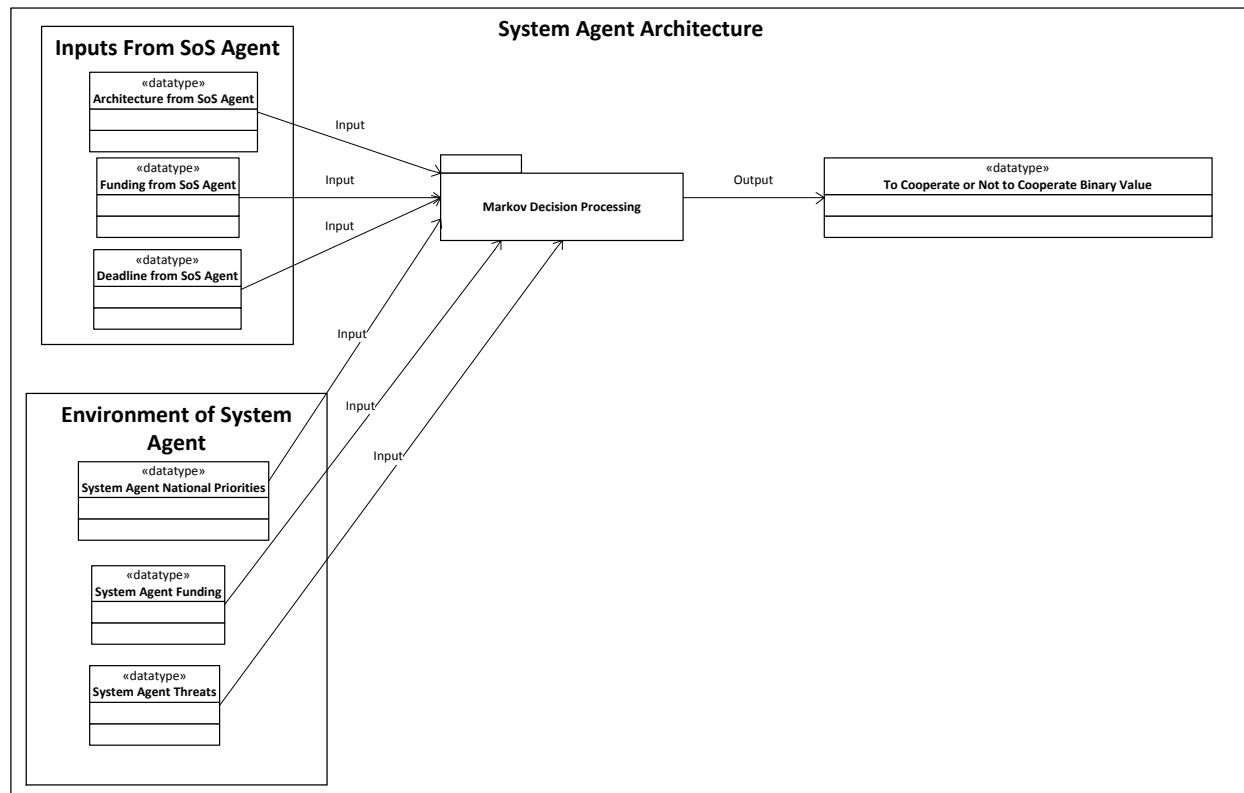 System Agent Architecture
Inputs From SoS Agent
«datatype»
Architecture from SoS Agent
Input
«datatype»
Funding from SoS Agent
Input
«datatype»
Deadline from SoS Agent
Input
Markov Decision Processing
Output
«datatype»
To Cooperate or Not to Cooperate Binary Value
Environment of System
Agent
«datatype»
System Agent National Priorities
Input
«datatype»
System Agent Funding
Input
«datatype»
System Agent Threats
Input